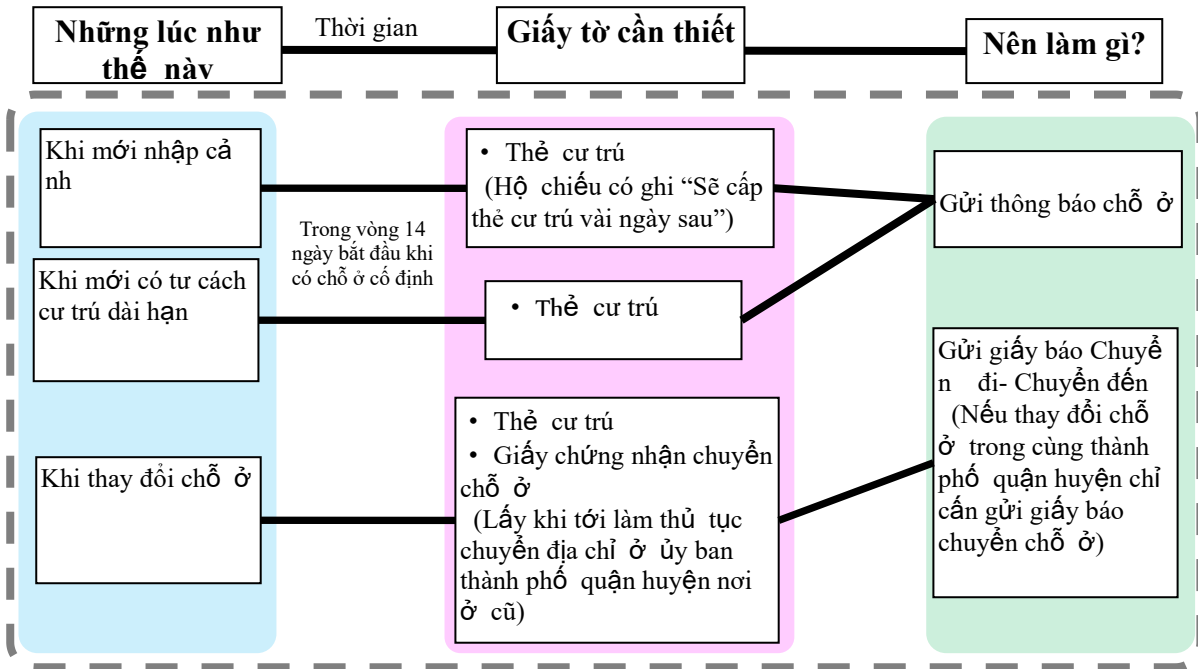 Những lúc như
thế này
Thời gian
Giấy tờ cần thiết
Nên làm gì?
Khi mới nhập cả
nh
Trong vòng 14
ngày bắt đầu khi
có chỗ ở cố định
Khi mới có tư cách
cư trú dài hạn
Khi thay đổi chỗ ở
• Thẻ cư trú
(Hộ chiếu có ghi “Sẽ cấp
thẻ cư trú vài ngày sau”)
• Thẻ cư trú
• Thẻ cư trú
• Giấy chứng nhận chuyển
chỗ ở
(Lấy khi tới làm thủ tục
chuyển địa chỉ ở ủy ban
thành phố quận huyện nơi
ở cũ)
Gửi thông báo chỗ ở
Gửi giấy báo Chuyể
n đi- Chuyển đến
(Nếu thay đổi chỗ
ở trong cùng thành
phố quận huyện chỉ
cấn gửi giấy báo
chuyển chỗ ở)